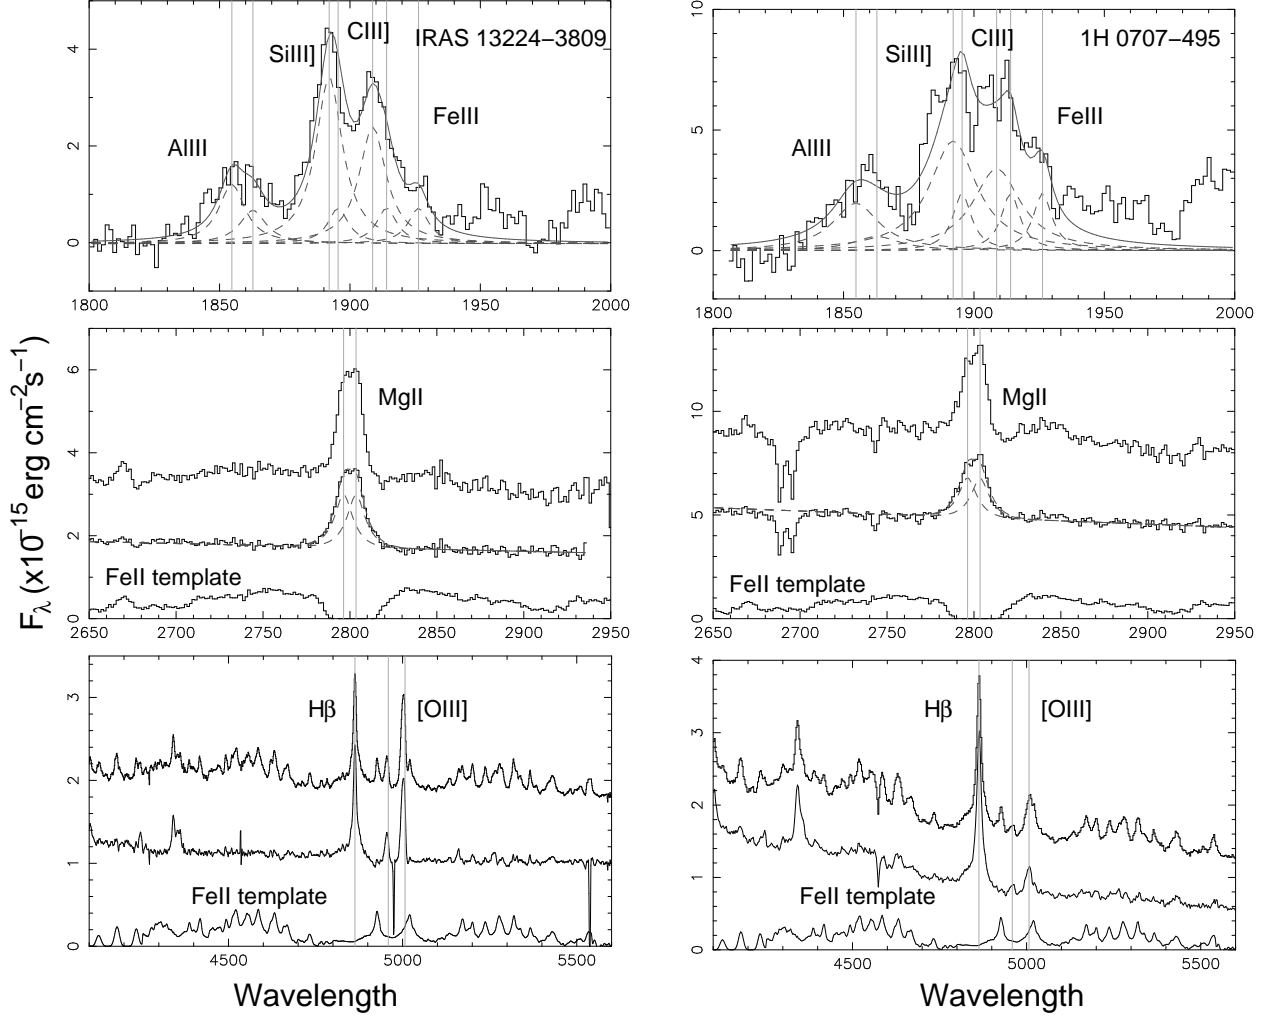 IRAS 13224−3809
CIII]
SiIII]
FeIII
AlIII
4
2
0
1800 1850 1900 1950 2000
1H 0707−495
CIII]
SiIII]
FeIII
AlIII
10
5
0
1800 1850 1900 1950 2000
MgII
FeII template
6
4
2
0
2650 2700 2750 2800 2850 2900 2950
MgII
FeII template
10
5
0
2650 2700 2750 2800 2850 2900 2950
Fλ (x10−15 erg cm−2s−1)
Hβ [OIII]
FeII template
3
2
1
0
4500 5000 5500
Wavelength
Hβ [OIII]
FeII template
4
3
2
1
0
4500 5000 5500
Wavelength